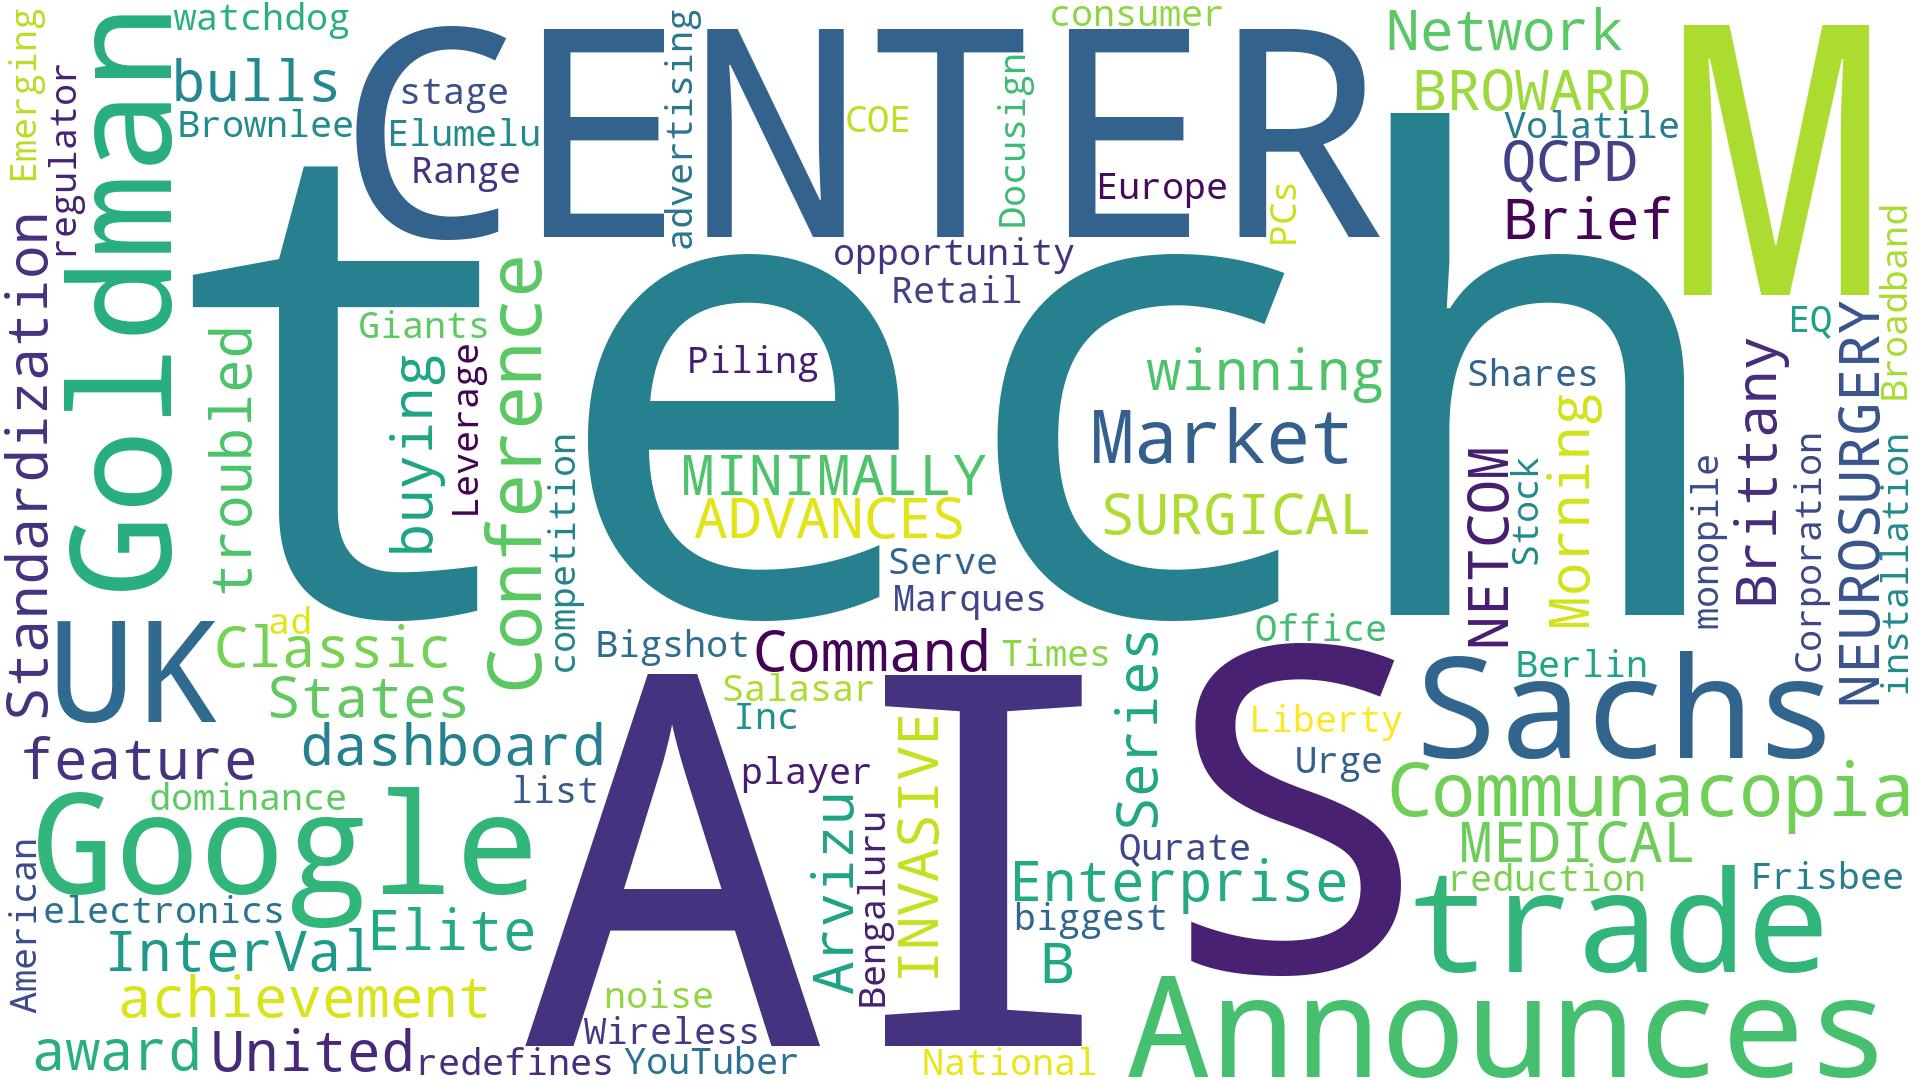 Emerging
regulator
watchdog
bulls
Brownlee
Goldman
CENTER
stage
Elumelu
Range
advertising
COE
Docusign
consumer
Europe
PCs
Network
BROWARD
Volatile
QCPD
Brief
M
Broadband
Standardization
tech
opportunity
Retail
troubled
Giants
buying
Leverage
Conference
competition
Piling
MINIMALLY
ADVANCES
winning
Market
SURGICAL
Serve
Marques
Shares
NETCOM
Stock
Morning
EQ
monopile
Brittany
Corporation
NEUROSURGERY
installation
UK
ad
Classic
States
Bigshot
Command
Times
Office
Berlin
Salasar
Inc
Series
S
Liberty
Urge
Sachs
feature
dashboard
list
AI
player
Communacopia
dominance
Google
Arvizu
Bengaluru
INVASIVE
Qurate
MEDICAL
American
electronics
InterVal
Elite
Enterprise
biggest
B
reduction
trade
Frisbee
achievement
noise
Wireless
award
United
redefines
YouTuber
National
Announces